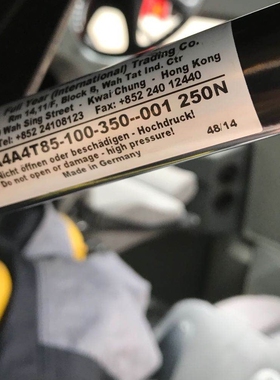 Full Year (International) Trading Co.
Rm 14,11/F, Block B, Wah Tat Ind. Ctr
Wah Sing Street · Kwai Chung · Hong Kong
Tel: +852 24108123 Fax: +852 240 12440
4A4T85-100-350--001 250N
Nicht öffnen oder beschädigen - Hochdruck!
Do not open or damage - high pressure!
Made in Germany
48/14